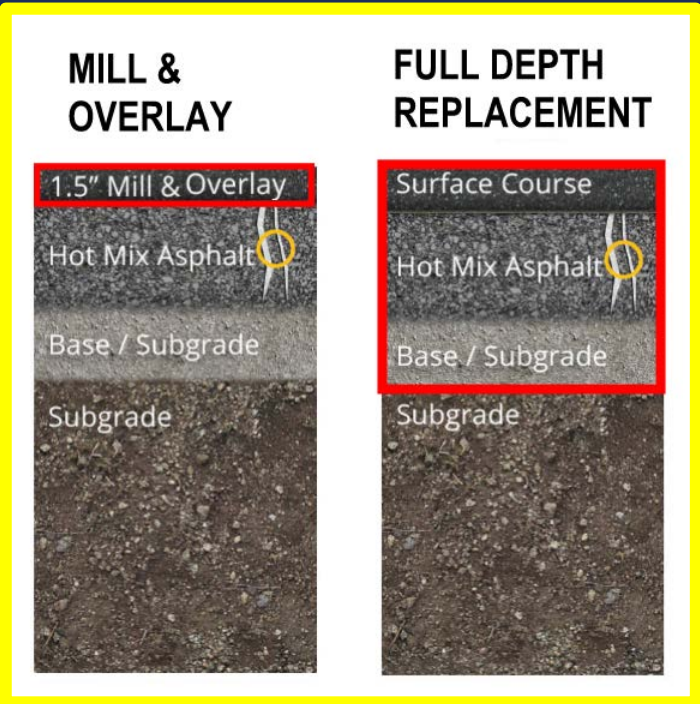 MILL &
OVERLAY
1.5” Mill & Overlay
Hot Mix Asphalt
Base / Subgrade
Subgrade
FULL DEPTH
REPLACEMENT
Surface Course
Hot Mix Asphalt
Base / Subgrade
Subgrade